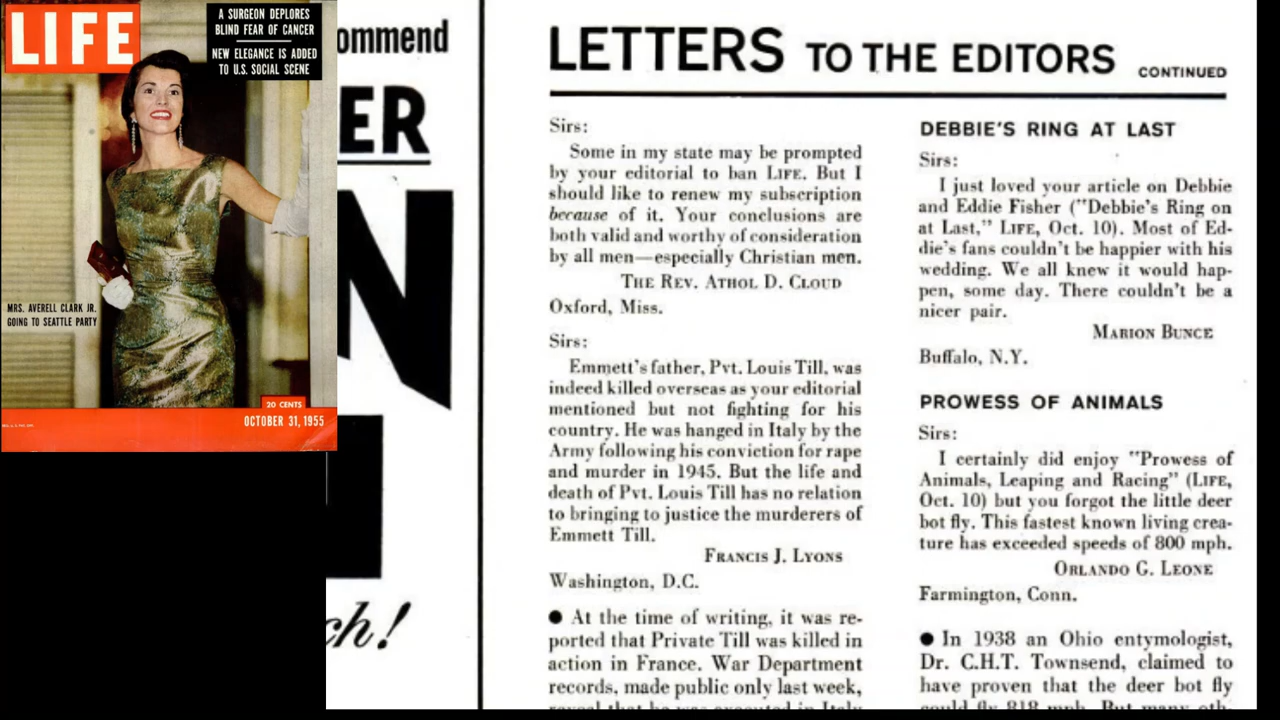 LIFE
A SURGEON DEPLORES
BLIND FEAR OF CANCER
NEW ELEGANCE IS ADDED
TO U.S. SOCIAL SCENE
MRS. AVERELL CLARK JR.
GOING TO SEATTLE PARTY
20 CENTS
OCTOBER 31, 1955
ommend
ER
N
ch!
LETTERS TO THE EDITORS CONTINUED
Sirs:
Some in my state may be prompted
by your editorial to ban LIFE. But I
should like to renew my subscription
because of it. Your conclusions are
both valid and worthy of consideration
by all men—especially Christian men.
THE REV. ATHOL D. CLOUD
Oxford, Miss.
Sirs:
Emmett's father, Pvt. Louis Till, was
indeed killed overseas as your editorial
mentioned but not fighting for his
country. He was hanged in Italy by the
Army following his conviction for rape
and murder in 1945. But the life and
death of Pvt. Louis Till has no relation
to bringing to justice the murderers of
Emmett Till.
FRANCIS J. LYONS
Washington, D.C.
● At the time of writing, it was re-
ported that Private Till was killed in
action in France. War Department
records, made public only last week,
reveal that he was executed in Italy
DEBBIE'S RING AT LAST
Sirs:
I just loved your article on Debbie
and Eddie Fisher ("Debbie's Ring on
at Last," LIFE, Oct. 10). Most of Ed-
die's fans couldn't be happier with his
wedding. We all knew it would hap-
pen, some day. There couldn't be a
nicer pair.
MARION BUNCE
Buffalo, N.Y.
PROWESS OF ANIMALS
Sirs:
I certainly did enjoy "Prowess of
Animals, Leaping and Racing" (LIFE,
Oct. 10) but you forgot the little deer
bot fly. This fastest known living crea-
ture has exceeded speeds of 800 mph.
ORLANDO G. LEONE
Farmington, Conn.
● In 1938 an Ohio entymologist,
Dr. C.H.T. Townsend, claimed to
have proven that the deer bot fly
could fly 818 mph. But many oth-